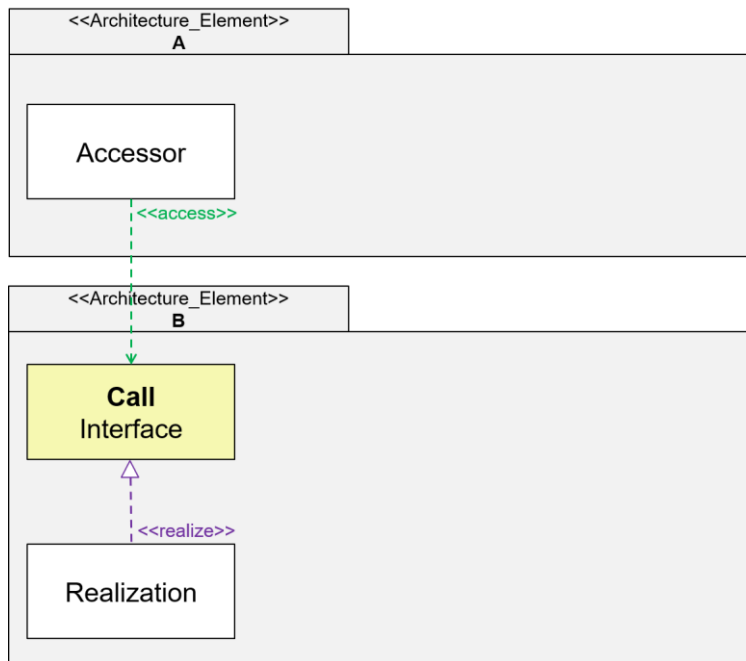 <<Architecture_Element>>
A
Accessor
<<access>>
<<Architecture_Element>>
B
Call
Interface
<<realize>>
Realization